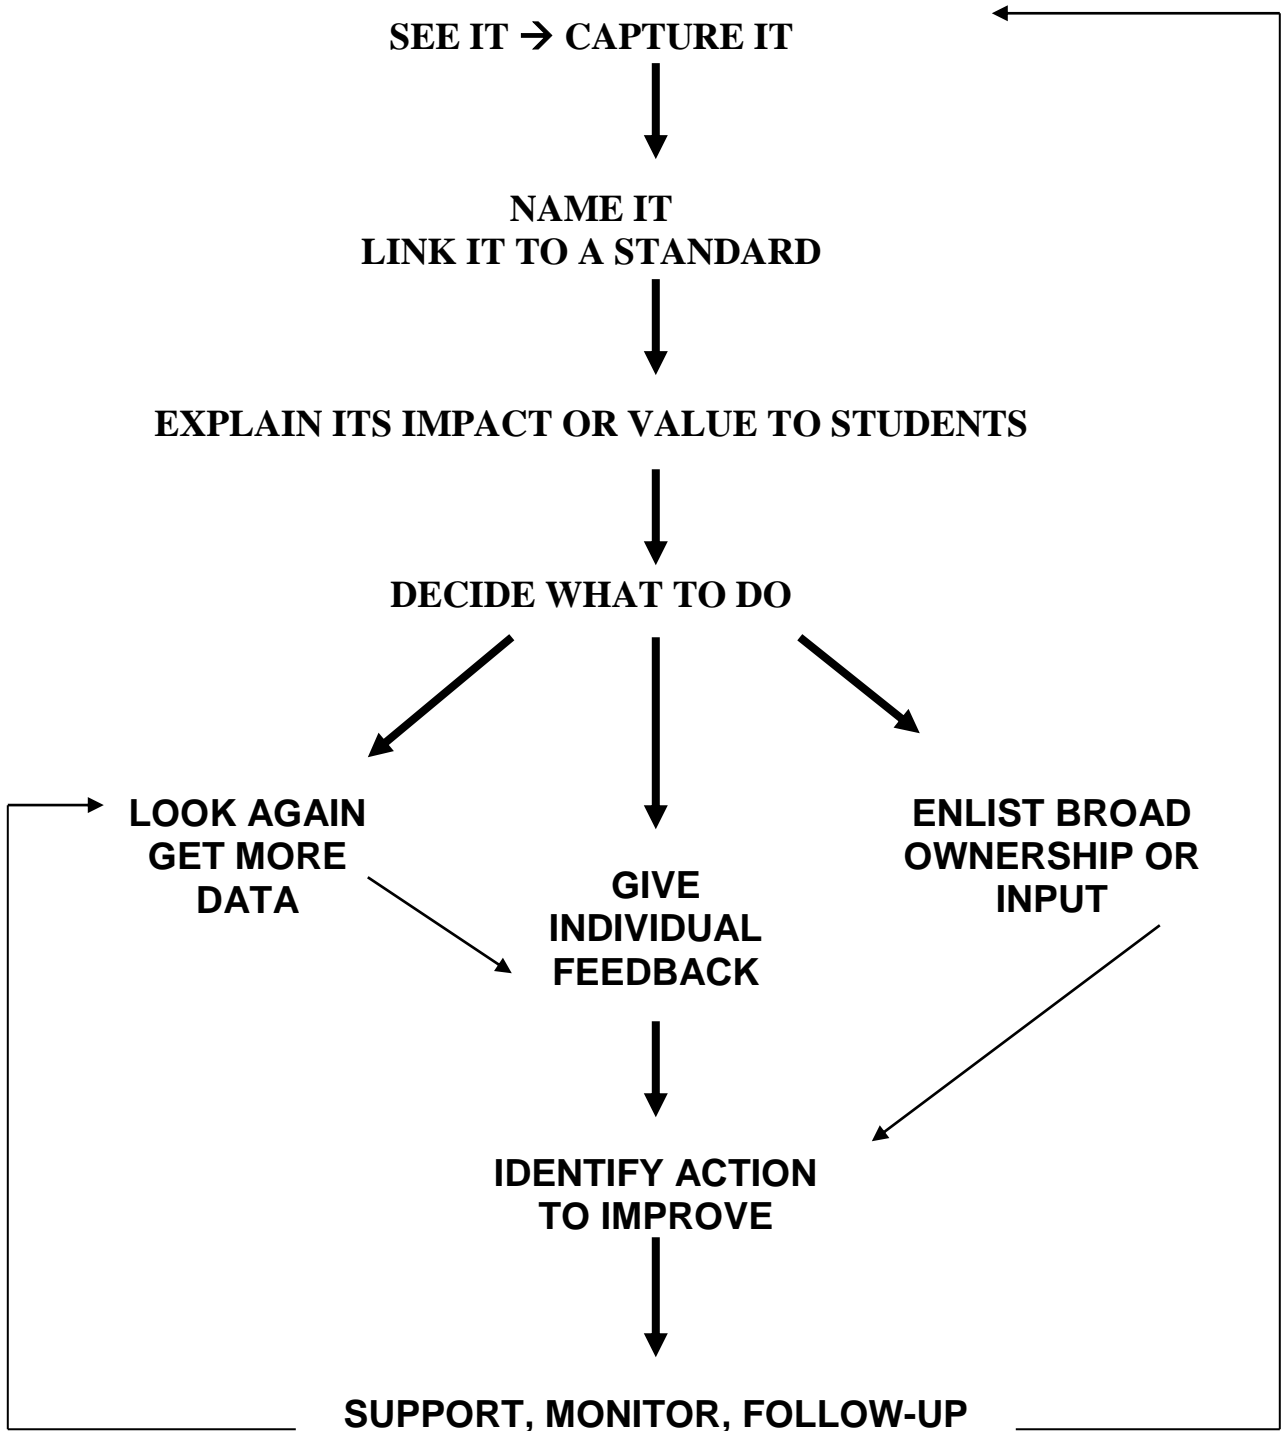 SEE IT → CAPTURE IT
NAME IT
LINK IT TO A STANDARD
EXPLAIN ITS IMPACT OR VALUE TO STUDENTS
DECIDE WHAT TO DO
LOOK AGAIN
GET MORE
DATA
GIVE
INDIVIDUAL
FEEDBACK
ENLIST BROAD
OWNERSHIP OR
INPUT
IDENTIFY ACTION
TO IMPROVE
SUPPORT, MONITOR, FOLLOW-UP